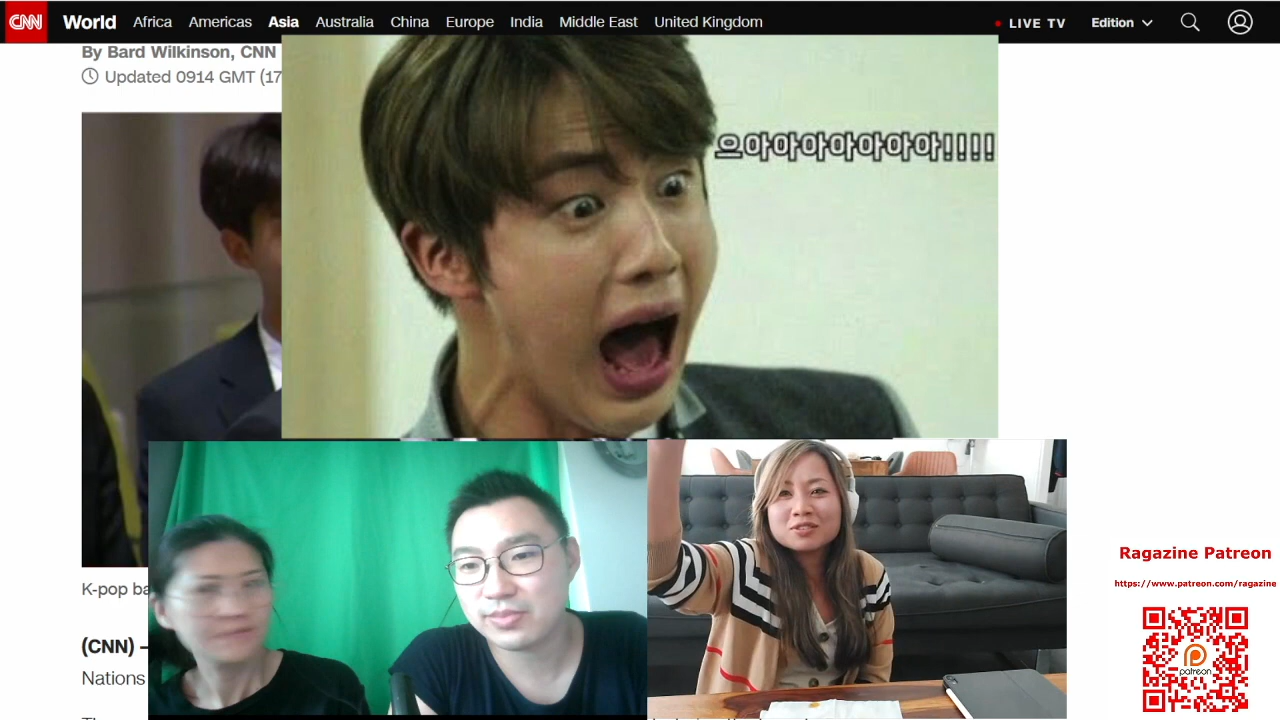 CNN World Africa Americas Asia Australia China Europe India Middle East United Kingdom LIVE TV Edition
By Bard Wilkinson, CNN
Updated 0914 GMT (17
으아아아아아아아!!!!
K-pop ba
(CNN) –
Nations
Ragazine Patreon
https://www.patreon.com/ragazine
patreon